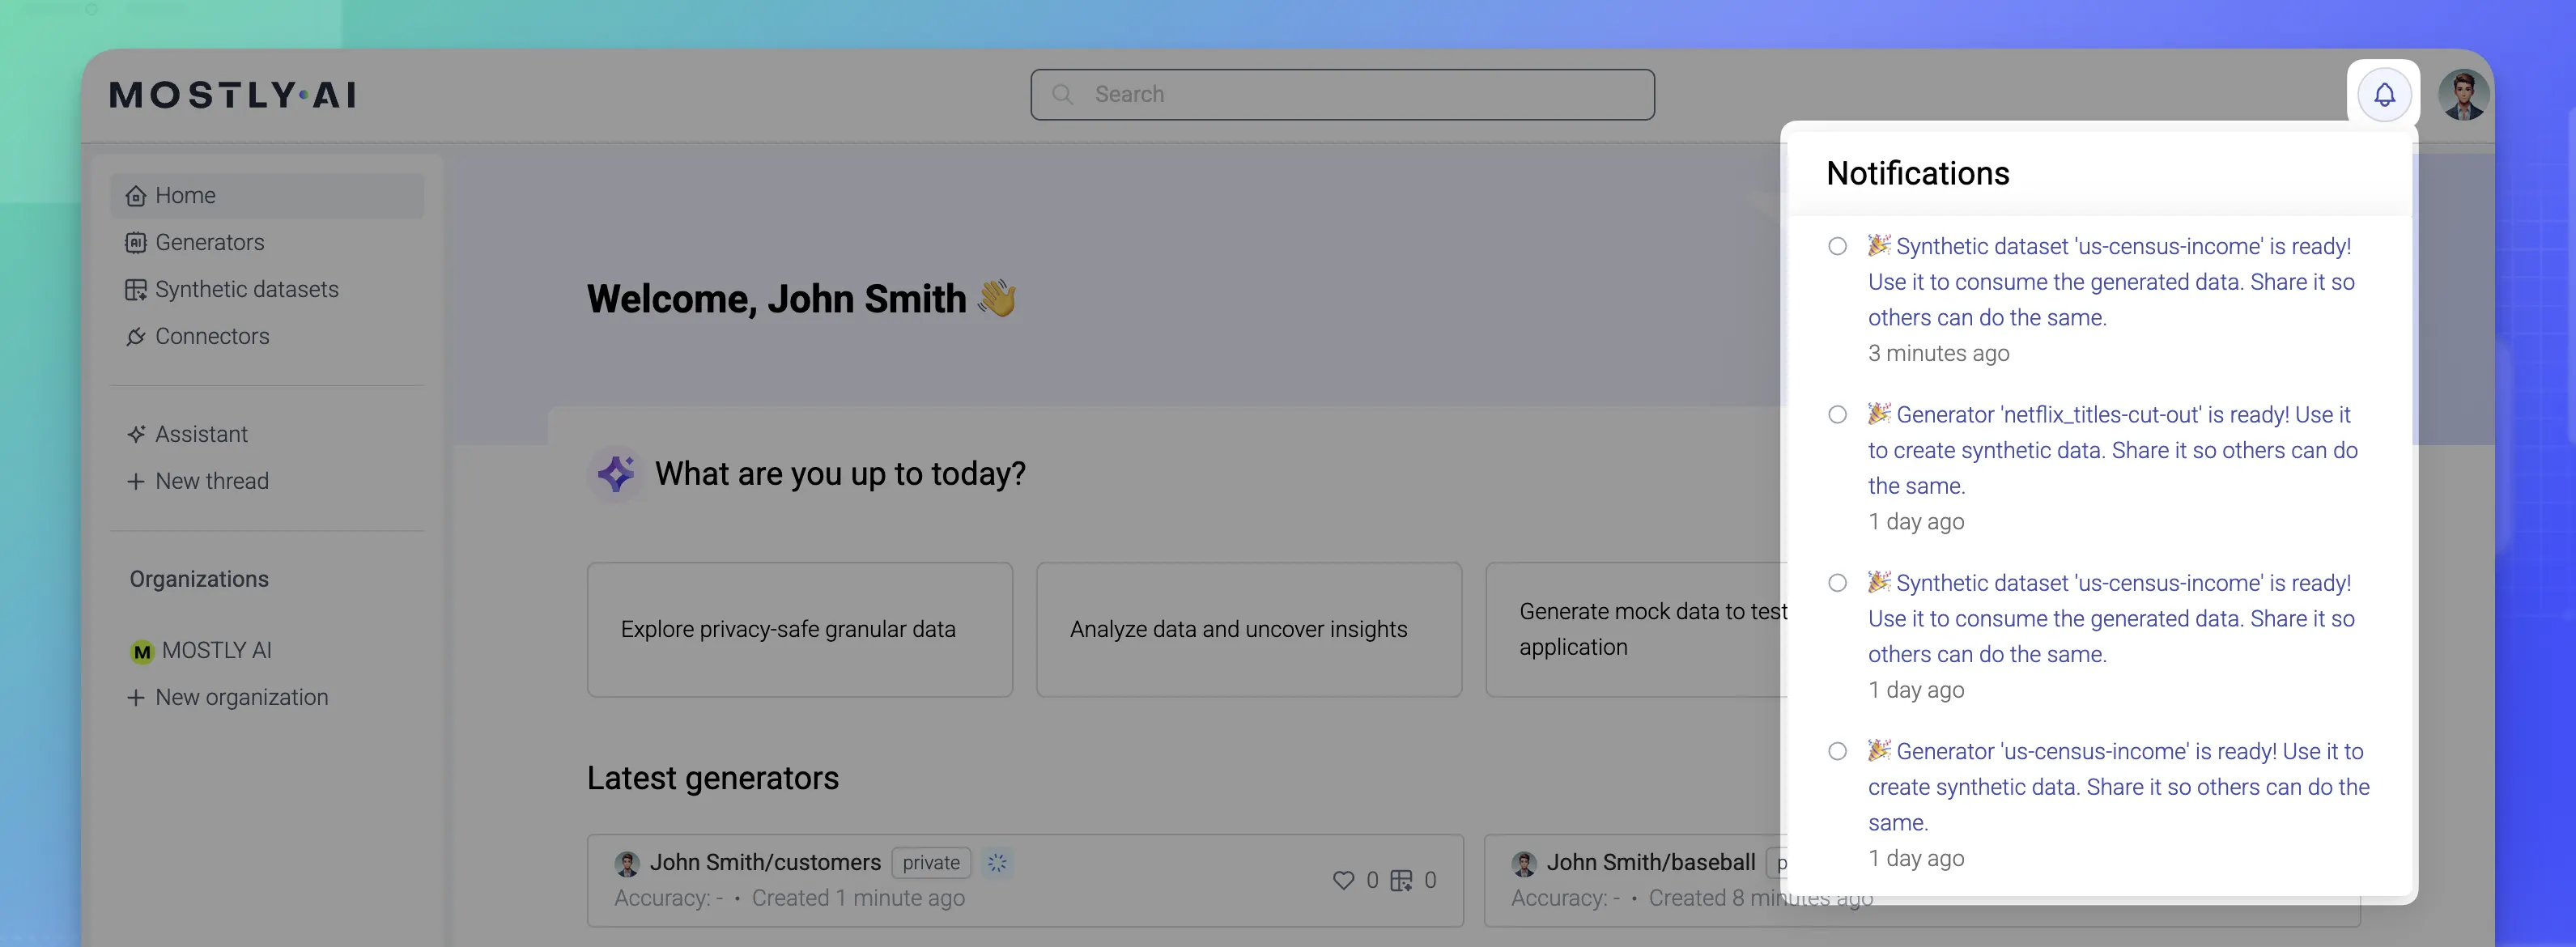 MOSTLY·AI
Search
Home
Generators
Synthetic datasets
Connectors
Assistant
New thread
Organizations
M MOSTLY AI
New organization
Welcome, John Smith 👋
What are you up to today?
Explore privacy-safe granular data
Analyze data and uncover insights
Generate mock data to test
application
Latest generators
John Smith/customers private
Accuracy: - • Created 1 minute ago
0 0
John Smith/baseball p
Accuracy: - • Created 8 minutes ago
Notifications
🎉 Synthetic dataset 'us-census-income' is ready!
Use it to consume the generated data. Share it so
others can do the same.
3 minutes ago
🎉 Generator 'netflix_titles-cut-out' is ready! Use it
to create synthetic data. Share it so others can do
the same.
1 day ago
🎉 Synthetic dataset 'us-census-income' is ready!
Use it to consume the generated data. Share it so
others can do the same.
1 day ago
🎉 Generator 'us-census-income' is ready! Use it to
create synthetic data. Share it so others can do the
same.
1 day ago